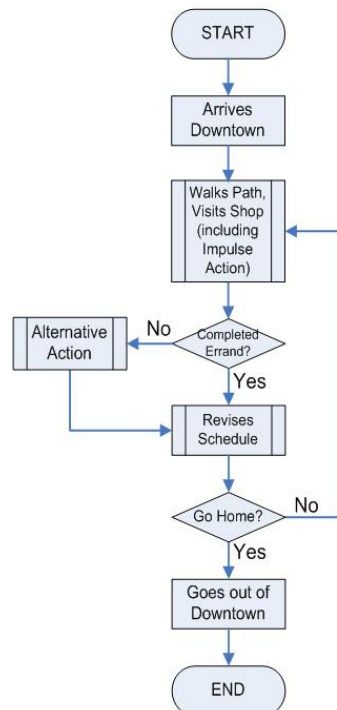 START
Arrives
Downtown
Walks Path,
Visits Shop
(including
Impulse
Action)
No
Alternative
Action
Completed
Errand?
Yes
Revises
Schedule
Go Home?
No
Yes
Goes out of
Downtown
END